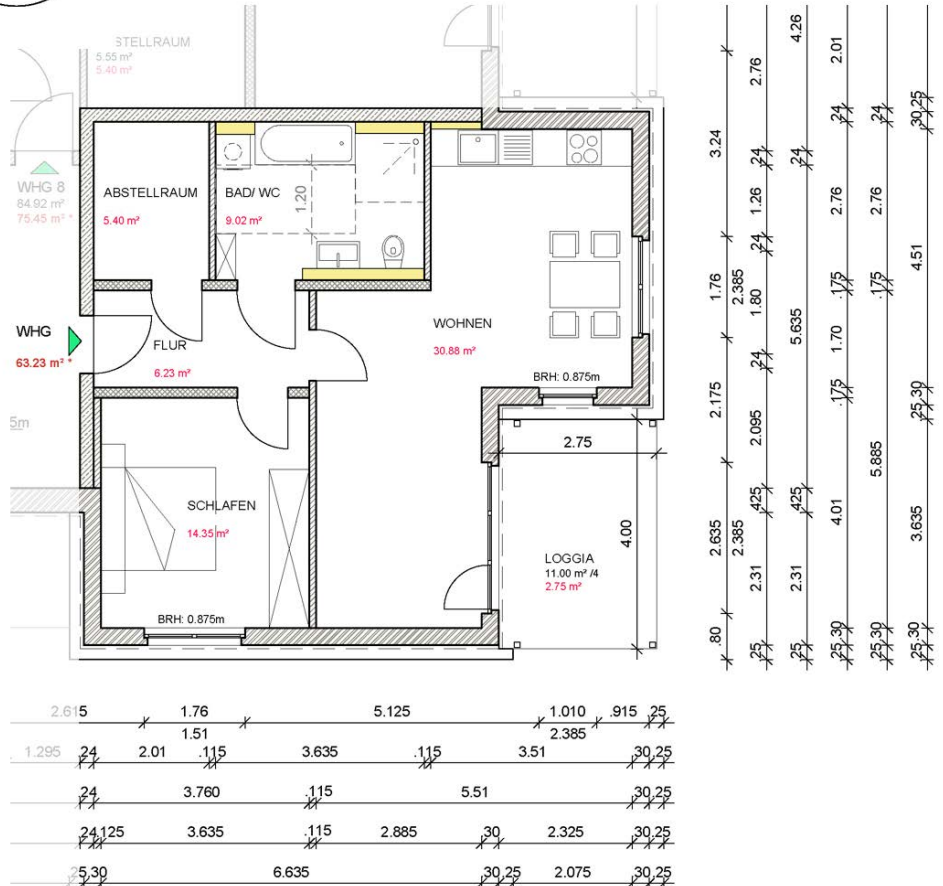 STELLRAUM
5.55 m²
5.40 m²
WHG 8
84.92 m²
75.45 m² *
ABSTELLRAUM
5.40 m²
BAD/ WC
9.02 m²
1.20
WHG
63.23 m² *
FLUR
6.23 m²
WOHNEN
30.88 m²
BRH: 0.875m
5m
2.75
SCHLAFEN
14.35 m²
4.00
LOGGIA
11.00 m² /4
2.75 m²
BRH: 0.875m
3.24
1.76
2.385
2.175
2.635
2.385
.80
2.76
24
1.26
24
1.80
24
2.095
425
2.31
25
4.26
24
5.635
425
2.31
25
2.01
24
2.76
.175
1.70
.175
4.01
25.30
24
2.76
.175
5.885
25.30
30.25
4.51
25.30
3.635
25.30
2.615 1.76 5.125 1.010 .915 25
1.51 2.385
1.295 24 2.01 .115 3.635 .115 3.51 30.25
24 3.760 .115 5.51 30.25
24.125 3.635 .115 2.885 30 2.325 30.25
25.30 6.635 30.25 2.075 30.25